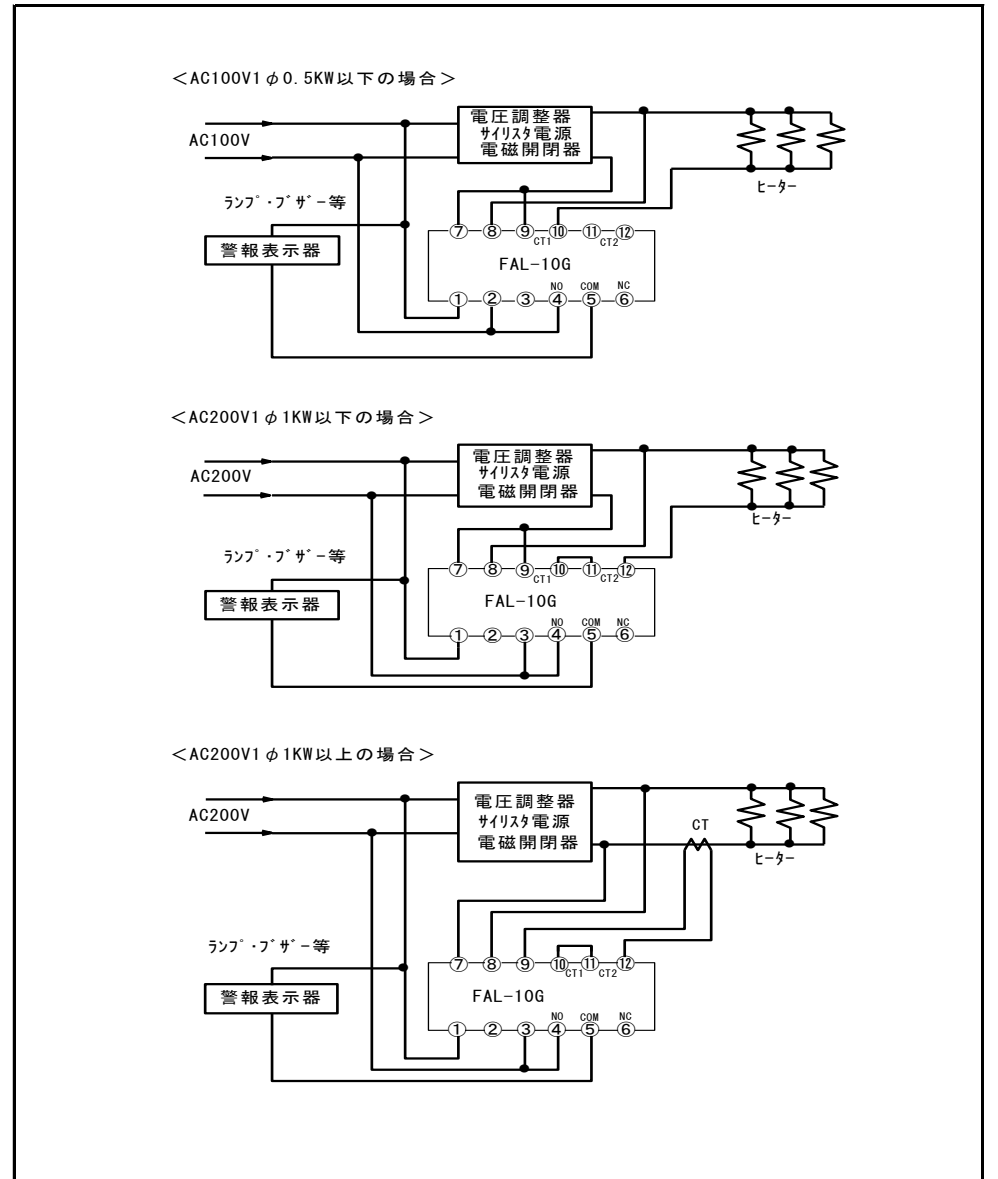 ＜AC100V1φ0.5KW以下の場合＞
電圧調整器
ｻｲﾘｽﾀ電源
電磁開閉器
AC100V
ﾋｰﾀｰ
ﾗﾝﾌﾟ･ﾌﾞｻﾞｰ等
警報表示器
⑦ ⑧ ⑨ CT1 ⑩ ⑪ CT2 ⑫
FAL-10G
NO COM NC
① ② ③ ④ ⑤ ⑥
＜AC200V1φ1KW以下の場合＞
電圧調整器
ｻｲﾘｽﾀ電源
電磁開閉器
AC200V
ﾋｰﾀｰ
ﾗﾝﾌﾟ･ﾌﾞｻﾞｰ等
警報表示器
⑦ ⑧ ⑨ CT1 ⑩ ⑪ CT2 ⑫
FAL-10G
NO COM NC
① ② ③ ④ ⑤ ⑥
＜AC200V1φ1KW以上の場合＞
電圧調整器
ｻｲﾘｽﾀ電源
電磁開閉器
AC200V
CT
ﾋｰﾀｰ
ﾗﾝﾌﾟ･ﾌﾞｻﾞｰ等
警報表示器
⑦ ⑧ ⑨ ⑩ CT1 ⑪ CT2 ⑫
FAL-10G
NO COM NC
① ② ③ ④ ⑤ ⑥